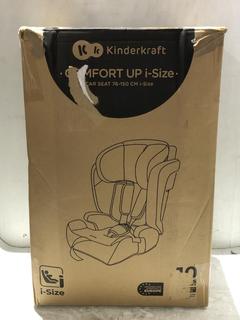 Kinderkraft
COMFORT UP i-Size
CAR SEAT 76-150 CM i-Size
i-Size